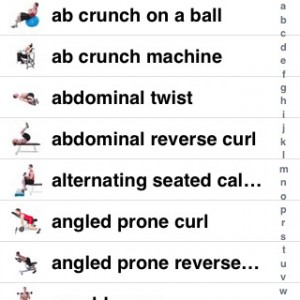 ab crunch on a ball
ab crunch machine
abdominal twist
abdominal reverse curl
alternating seated cal...
angled prone curl
angled prone reverse...
a
b
c
d
e
f
g
h
i
j
k
l
m
n
o
p
r
s
t
u
v
w